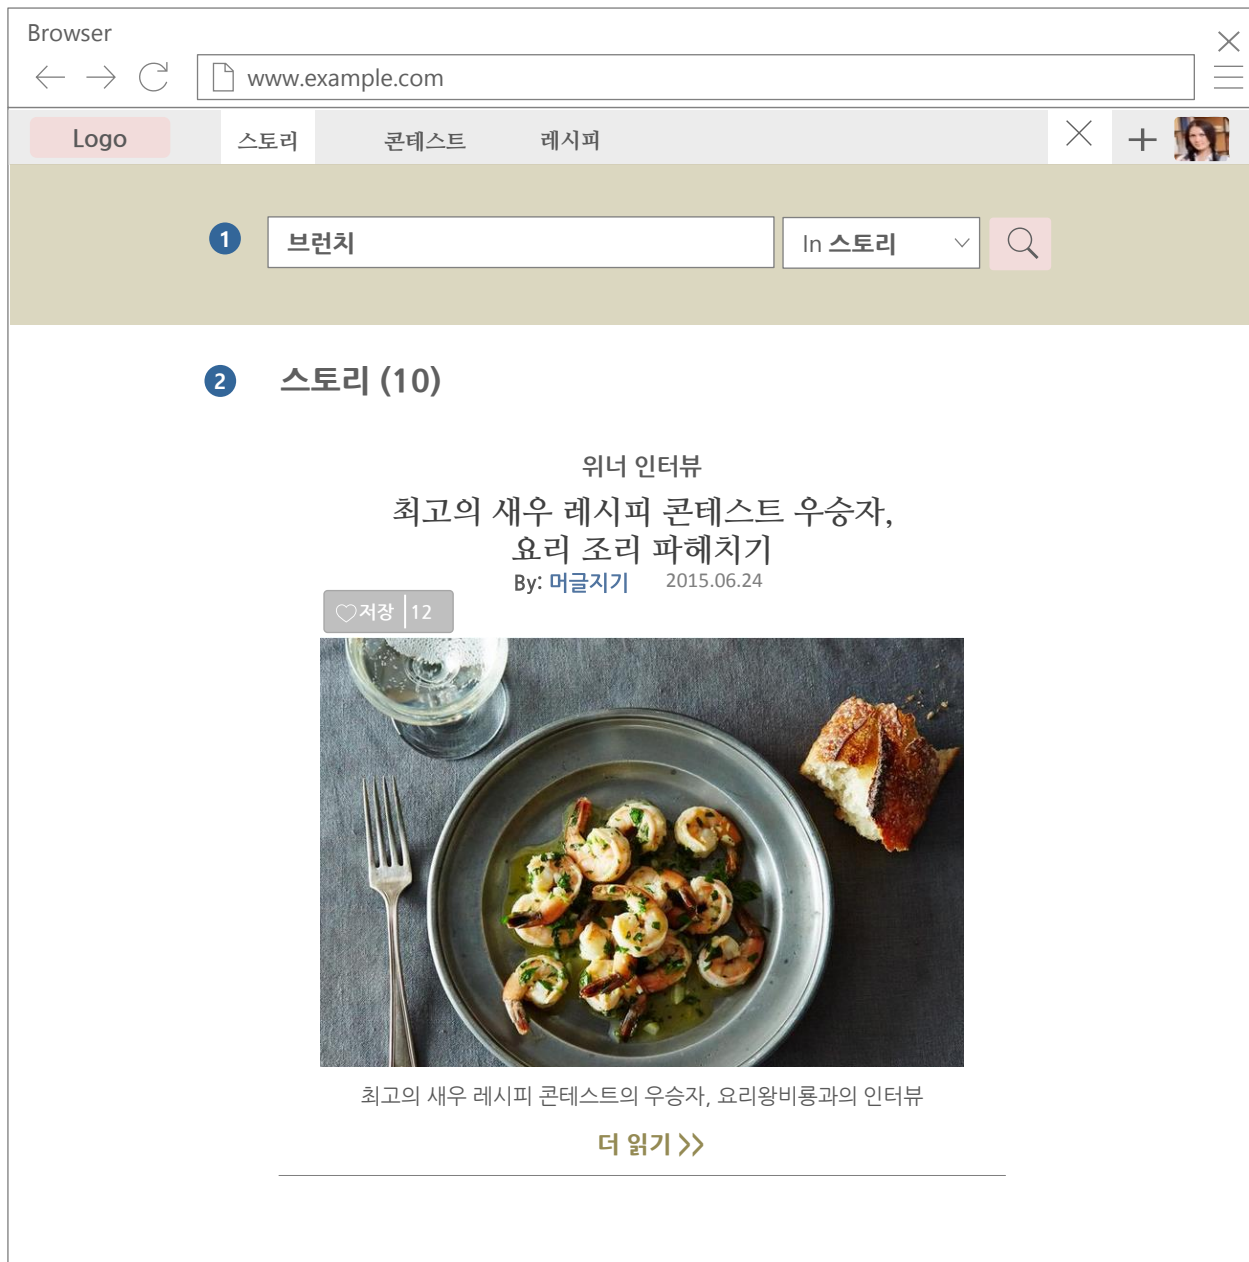 Browser
www.example.com
Logo 스토리 콘테스트 레시피
1 브런치 In 스토리
2 스토리 (10)
위너 인터뷰
최고의 새우 레시피 콘테스트 우승자,
요리 조리 파헤치기
By: 머글지기 2015.06.24
저장 12
최고의 새우 레시피 콘테스트의 우승자, 요리왕비룡과의 인터뷰
더 읽기 >>